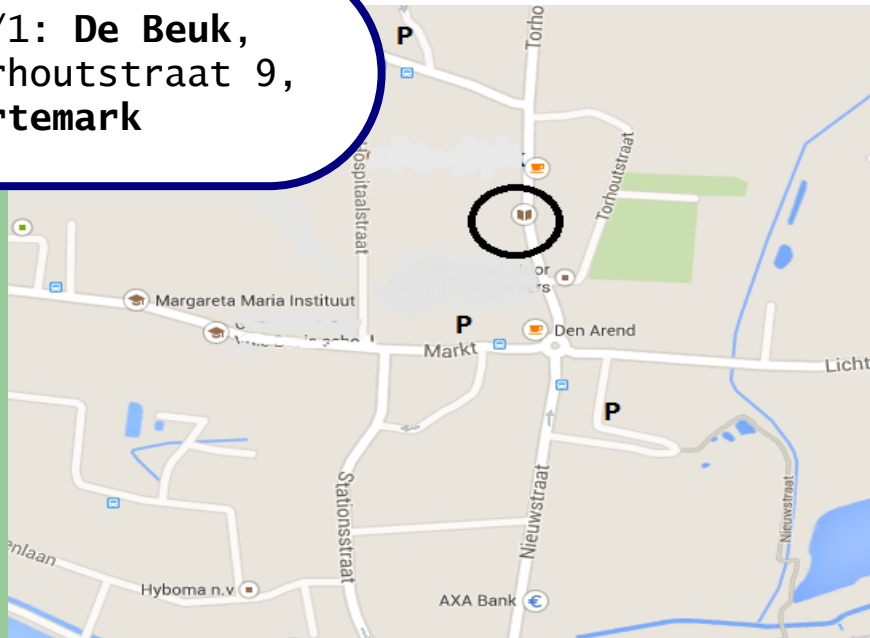 /1: De Beuk,
rhoutstraat 9,
rtemark
P
Torho
Hospitaalstraat
Torhoutstraat
Margareta Maria Instituut
P
Markt
Den Arend
Licht
P
Stationsstraat
Nieuwstraat
Nieuwstraat
enlaan
Hyboma n.v
AXA Bank €